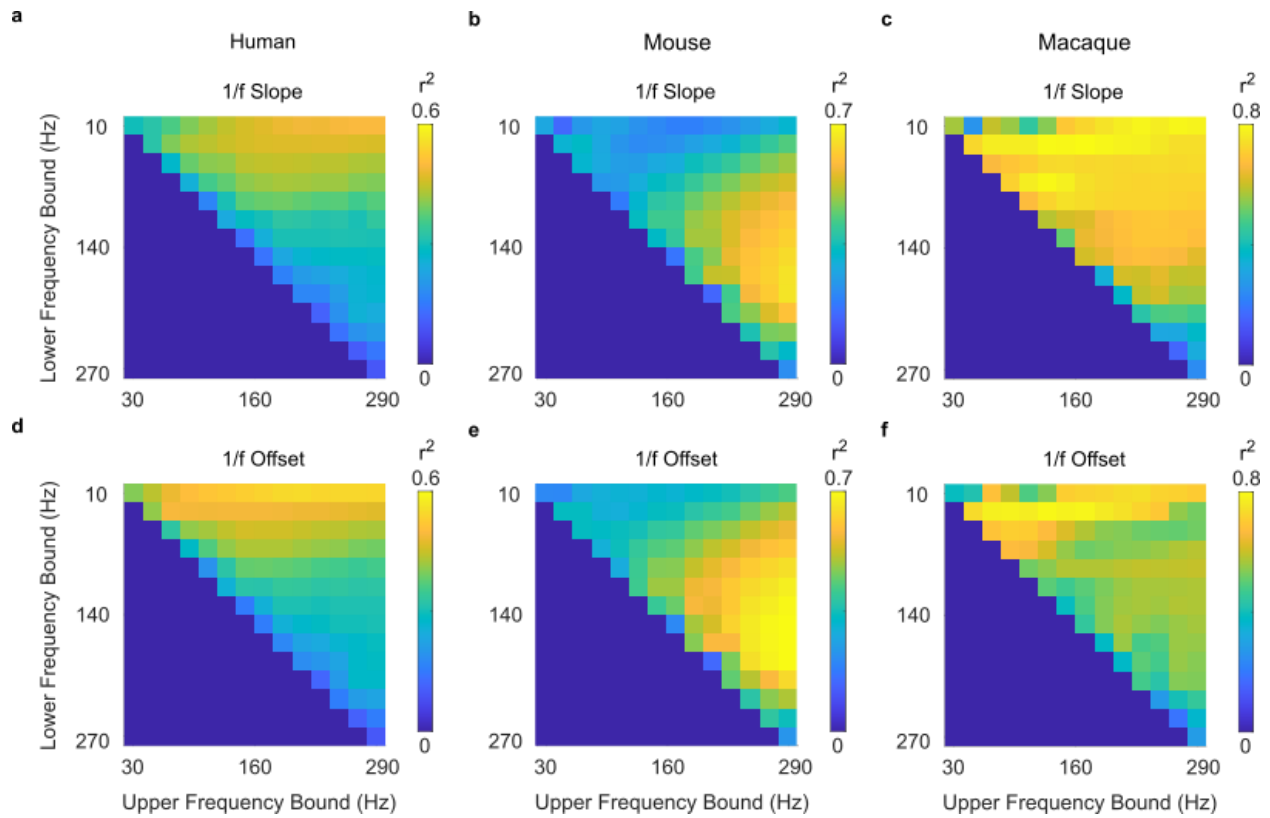 a
b
c
Human
Mouse
Macaque
1/f Slope
r²
0.6
1/f Slope
r²
0.7
1/f Slope
r²
0.8
Lower Frequency Bound (Hz)
10
140
270
30
160
290
0
10
140
270
30
160
290
0
10
140
270
30
160
290
0
d
e
f
1/f Offset
r²
0.6
1/f Offset
r²
0.7
1/f Offset
r²
0.8
Lower Frequency Bound (Hz)
10
140
270
30
160
290
0
10
140
270
30
160
290
0
10
140
270
30
160
290
0
Upper Frequency Bound (Hz)
Upper Frequency Bound (Hz)
Upper Frequency Bound (Hz)